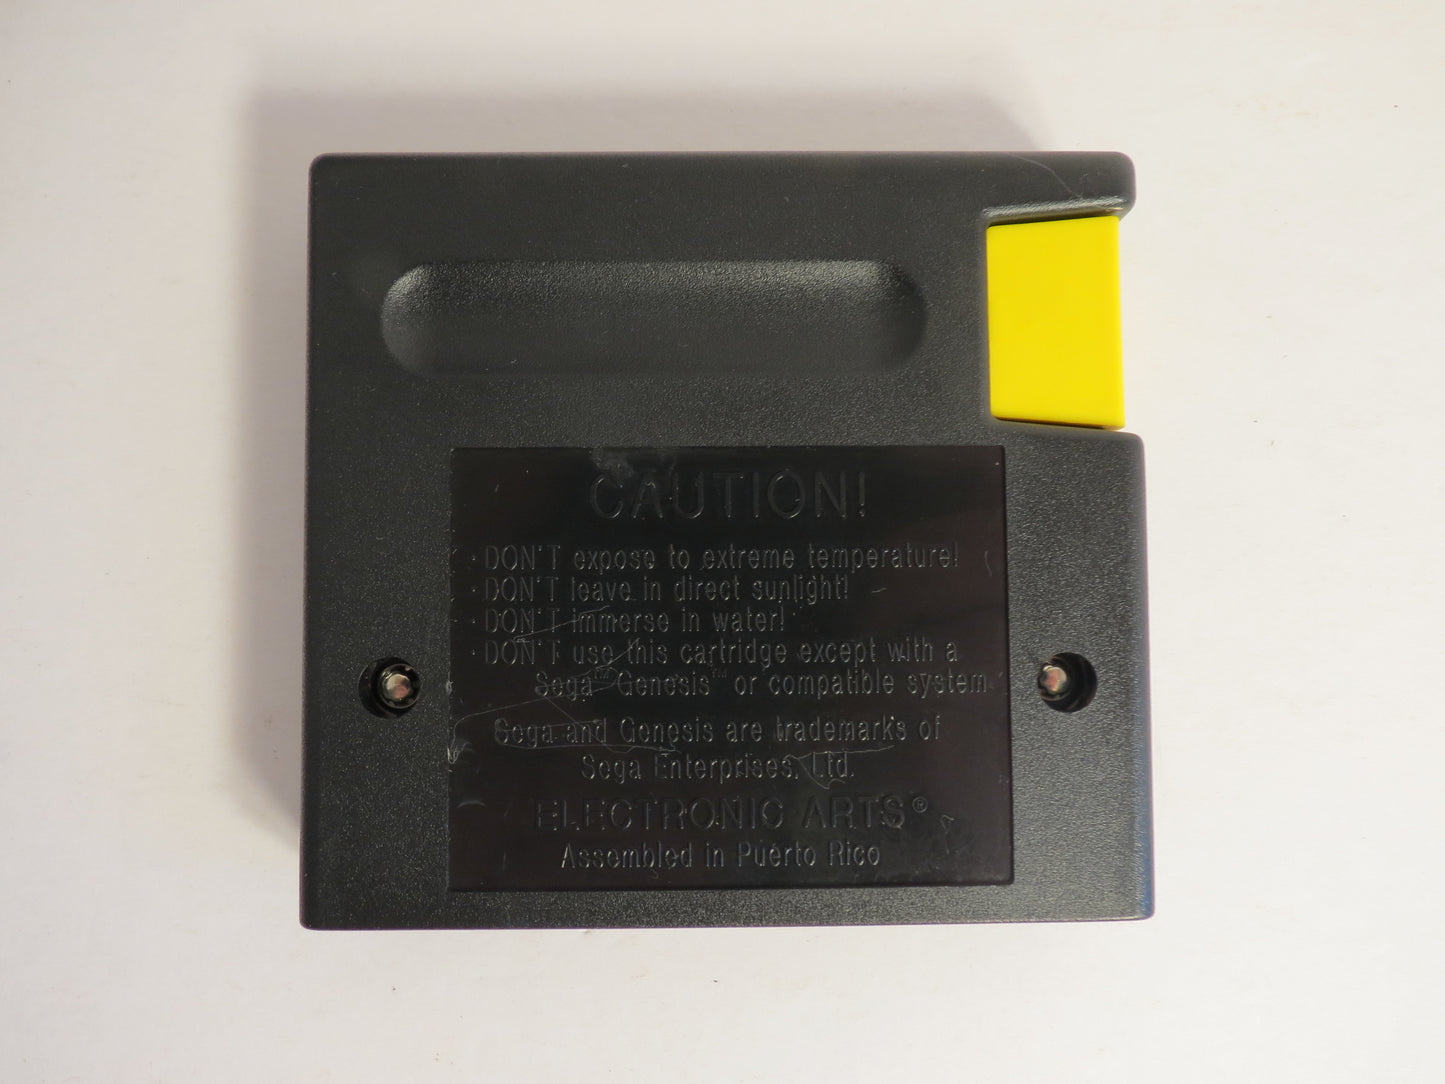 CAUTION!
· DON'T expose to extreme temperature!
· DON'T leave in direct sunlight!
· DON'T immerse in water!
· DON'T use this cartridge except with a
Sega™ Genesis™ or compatible system
Sega and Genesis are trademarks of
Sega Enterprises, Ltd.
ELECTRONIC ARTS®
Assembled in Puerto Rico